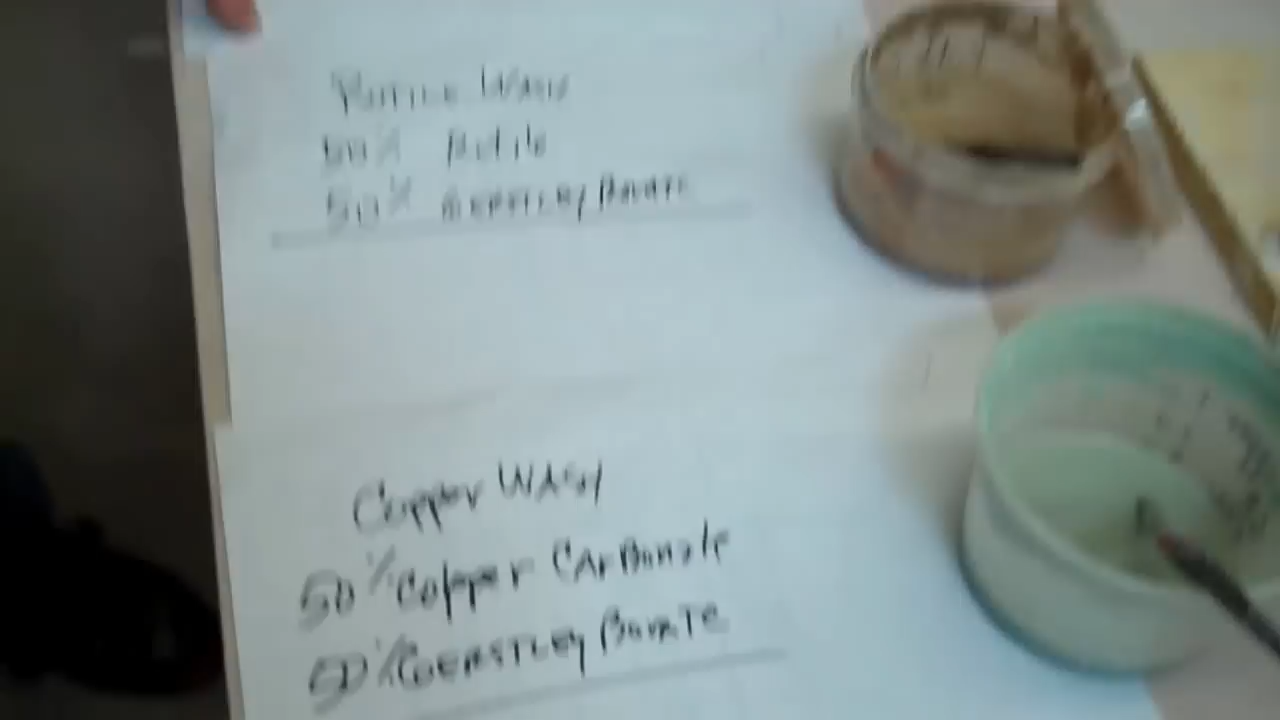 Rutile Wash
50% Rutile
50% Gerstley Borate
Copper Wash
50% Copper Carbonate
50% Gerstley Borate